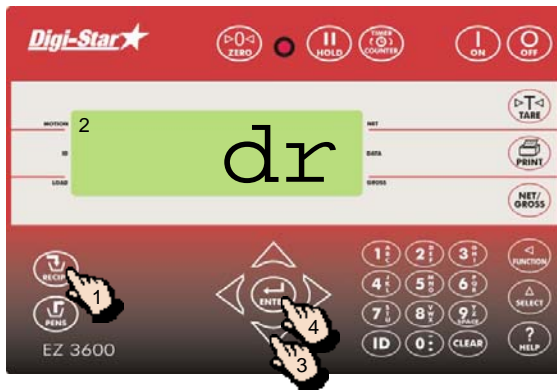 Digi-Star
▷0◁ ZERO
HOLD
TIMER COUNTER
ON
OFF
▷T◁ TARE
2
MOTION
NET
dr
ID
DATA
PRINT
LOAD
GROSS
NET/GROSS
RECIPE
1
PENS
ENTER
4
3
1 A B C
2 D E F
3 G H I
FUNCTION
4 J K L
5 M N O
6 P Q R
SELECT
7 S T U
8 V W X
9 Y Z SPACE
ID
0
CLEAR
? HELP
EZ 3600